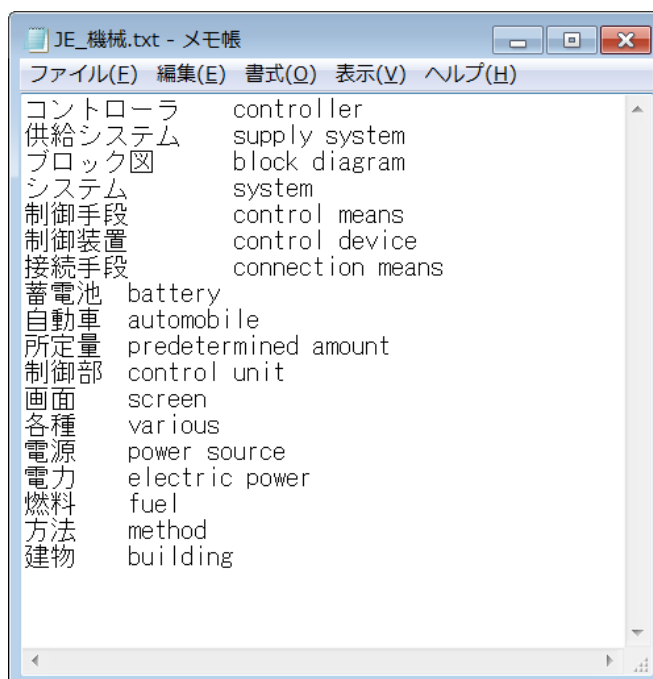 JE_機械.txt - メモ帳
ファイル(F) 編集(E) 書式(O) 表示(V) ヘルプ(H)
コントローラ	controller
供給システム	supply system
ブロック図	block diagram
システム	system
制御手段	control means
制御装置	control device
接続手段	connection means
蓄電池	battery
自動車	automobile
所定量	predetermined amount
制御部	control unit
画面	screen
各種	various
電源	power source
電力	electric power
燃料	fuel
方法	method
建物	building